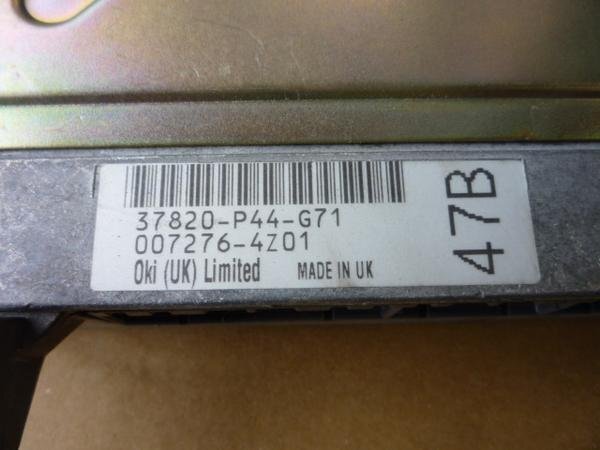 37820-P44-G71
007276-4Z01
Oki (UK) Limited MADE IN UK
47B